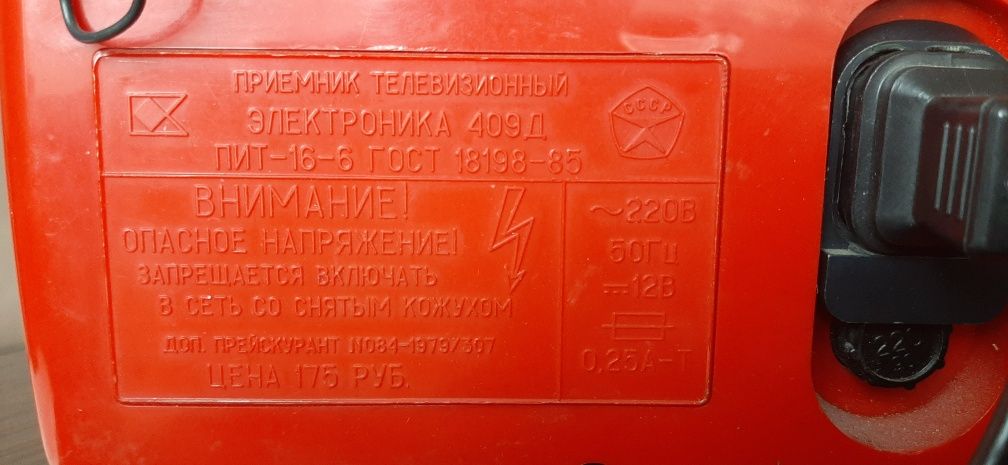 ПРИЕМНИК ТЕЛЕВИЗИОННЫЙ
ЭЛЕКТРОНИКА 409Д
ПИТ-16-6 ГОСТ 18198-85
СССР
ВНИМАНИЕ!
ОПАСНОЕ НАПРЯЖЕНИЕ!
ЗАПРЕЩАЕТСЯ ВКЛЮЧАТЬ
В СЕТЬ СО СНЯТЫМ КОЖУХОМ
ДОП. ПРЕЙСКУРАНТ N084-1979/307
ЦЕНА 175 РУБ.
~220В
50Гц
⎓12В
0,25А-Т